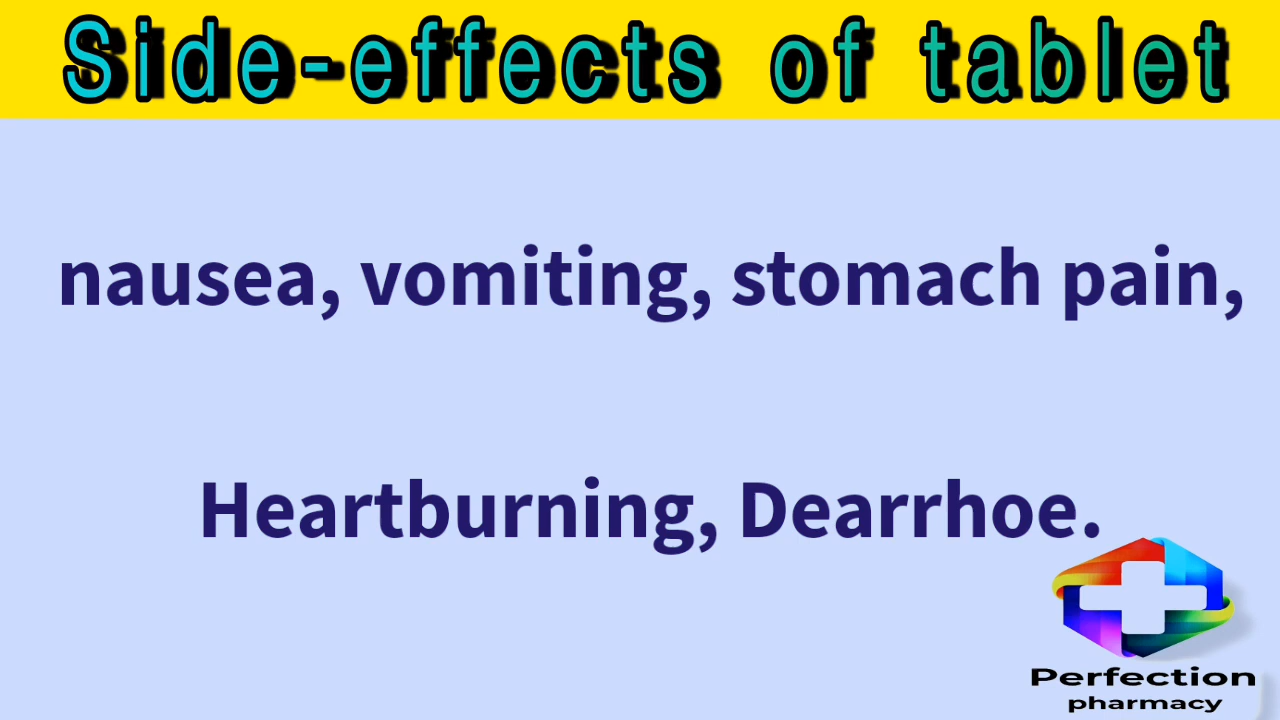 Side-effects of tablet
nausea, vomiting, stomach pain,
Heartburning, Dearrhoe.
Perfection
pharmacy